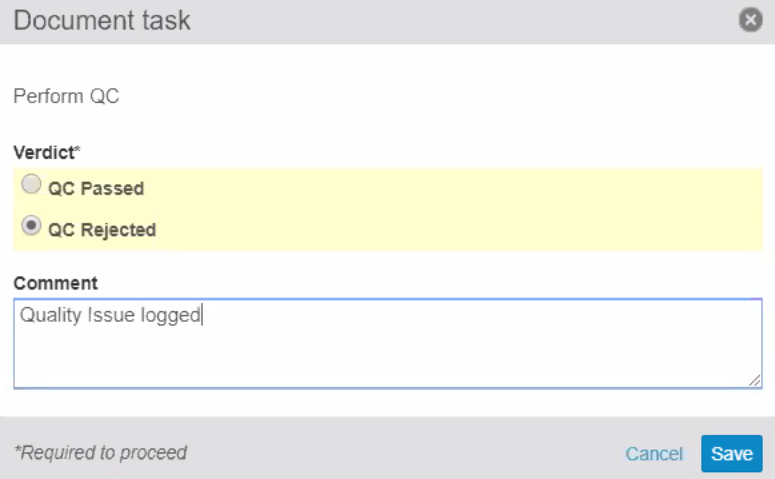 Document task
Perform QC
Verdict*
QC Passed
QC Rejected
Comment
Quality Issue logged
*Required to proceed
Cancel
Save